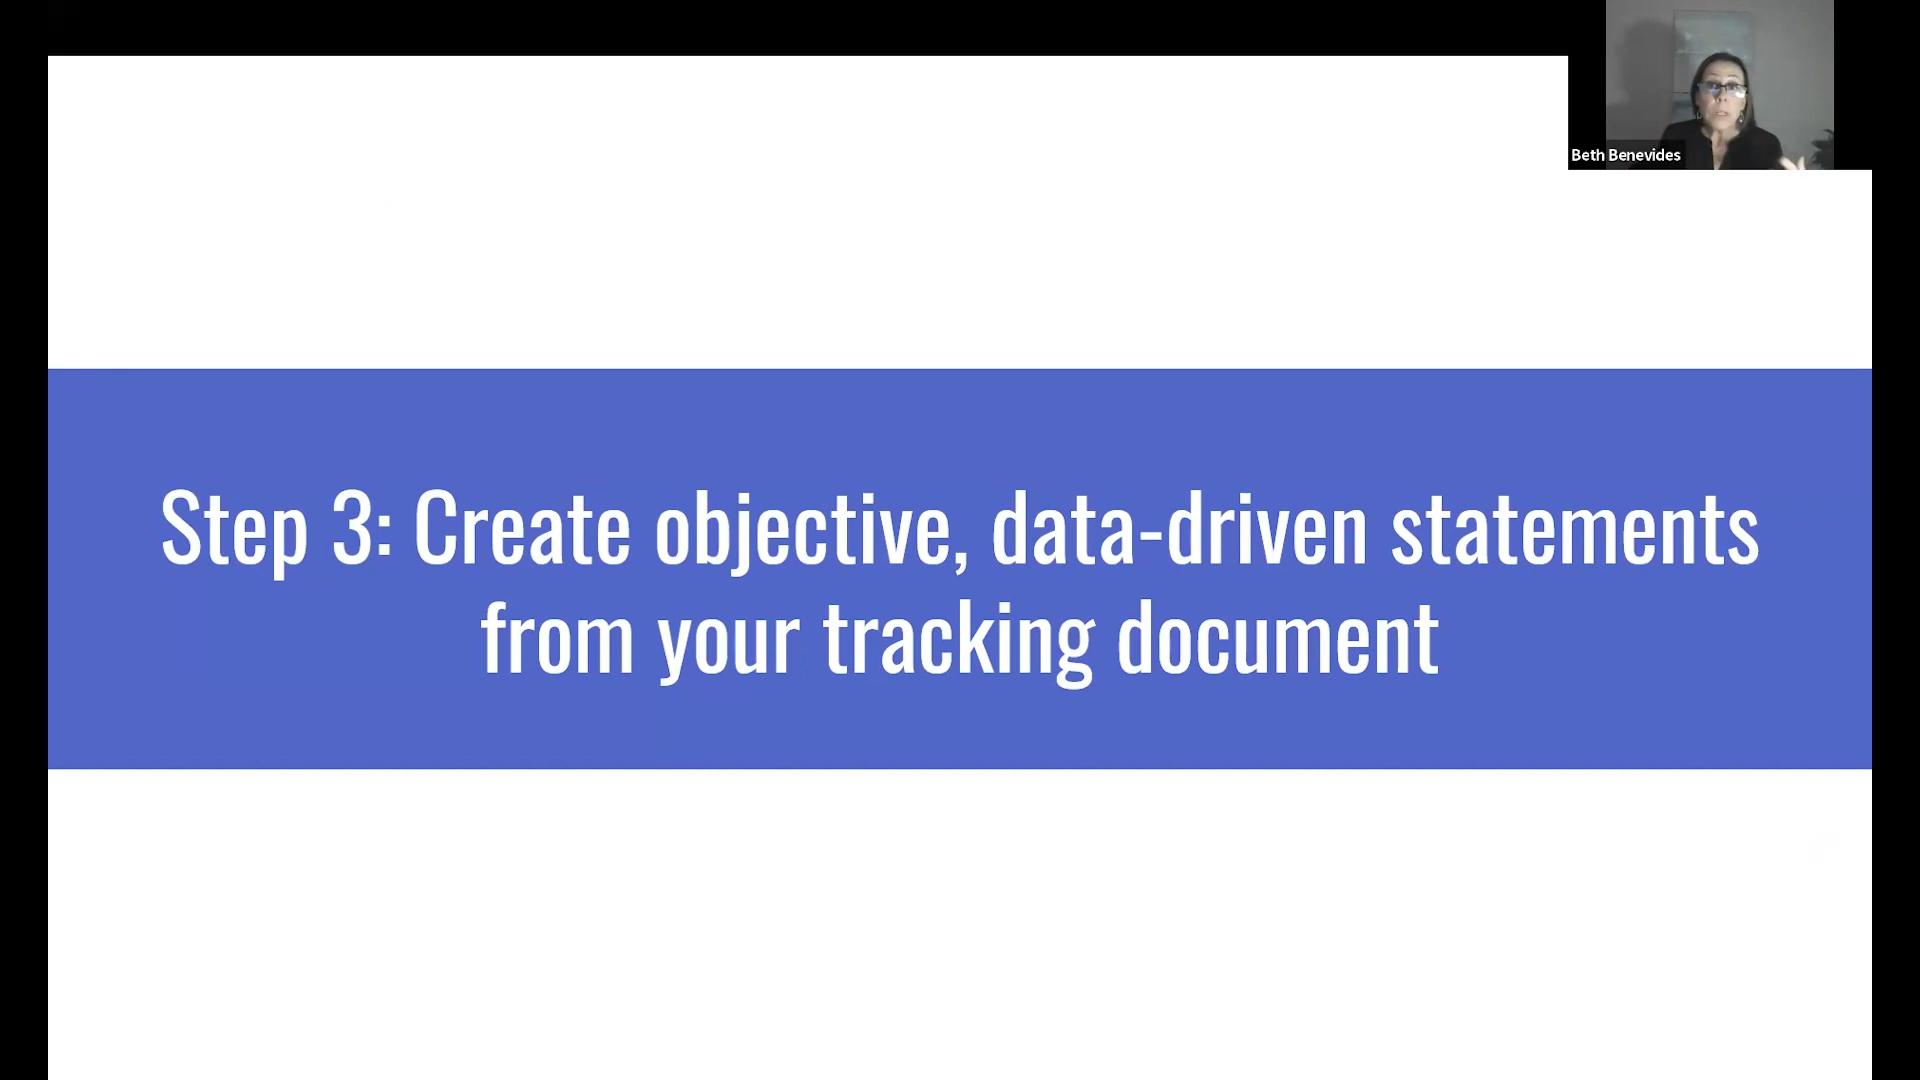 Beth Benevides
Step 3: Create objective, data-driven statements
from your tracking document